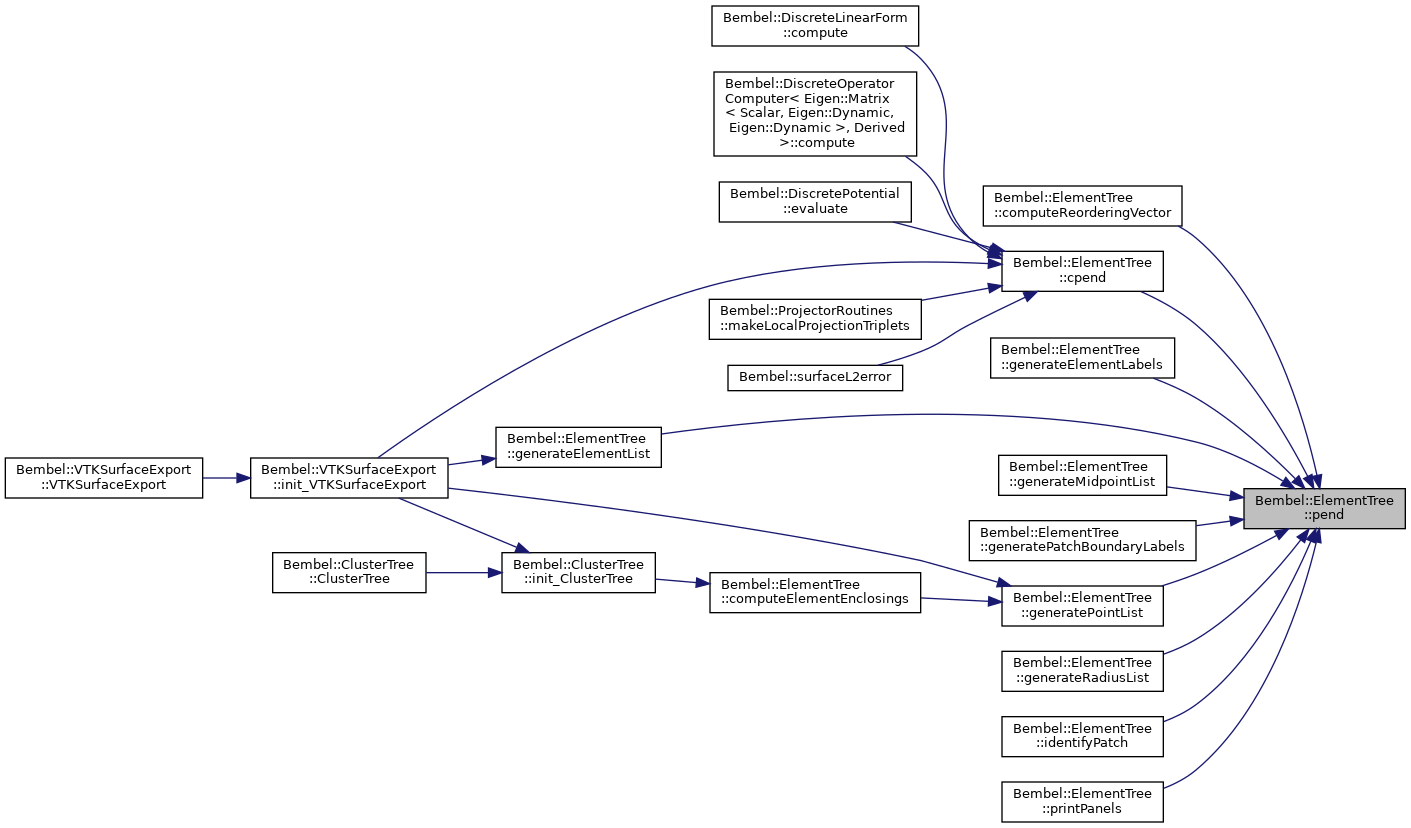 Bembel::DiscreteLinearForm
::compute
Bembel::DiscreteOperator
Computer< Eigen::Matrix
< Scalar, Eigen::Dynamic,
Eigen::Dynamic >, Derived
>::compute
Bembel::DiscretePotential
::evaluate
Bembel::ElementTree
::computeReorderingVector
Bembel::ElementTree
::cpend
Bembel::ProjectorRoutines
::makeLocalProjectionTriplets
Bembel::ElementTree
::generateElementLabels
Bembel::surfaceL2error
Bembel::ElementTree
::generateElementList
Bembel::VTKSurfaceExport
::VTKSurfaceExport
Bembel::VTKSurfaceExport
::init_VTKSurfaceExport
Bembel::ElementTree
::generateMidpointList
Bembel::ElementTree
::pend
Bembel::ElementTree
::generatePatchBoundaryLabels
Bembel::ClusterTree
::ClusterTree
Bembel::ClusterTree
::init_ClusterTree
Bembel::ElementTree
::computeElementEnclosings
Bembel::ElementTree
::generatePointList
Bembel::ElementTree
::generateRadiusList
Bembel::ElementTree
::identifyPatch
Bembel::ElementTree
::printPanels